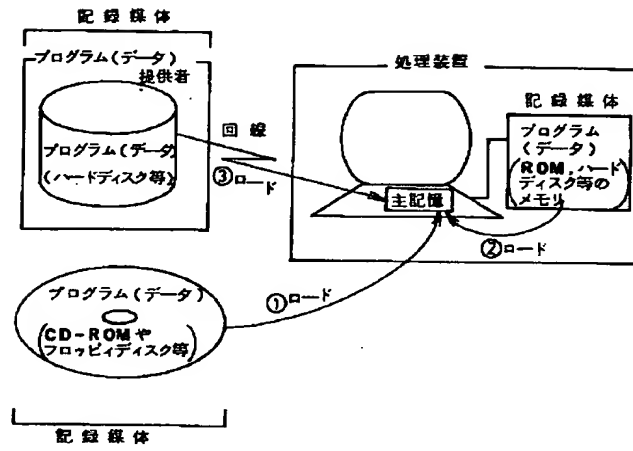 記録媒体
プログラム(データ)
提供者
プログラム(データ)
(ハードディスク等)
回線
③ロード
処理装置
記録媒体
プログラム
(データ)
(ROM,ハード
ディスク等の
メモリ)
主記憶
②ロード
①ロード
プログラム(データ)
(CD-ROMや
フロッピィディスク等)
記録媒体